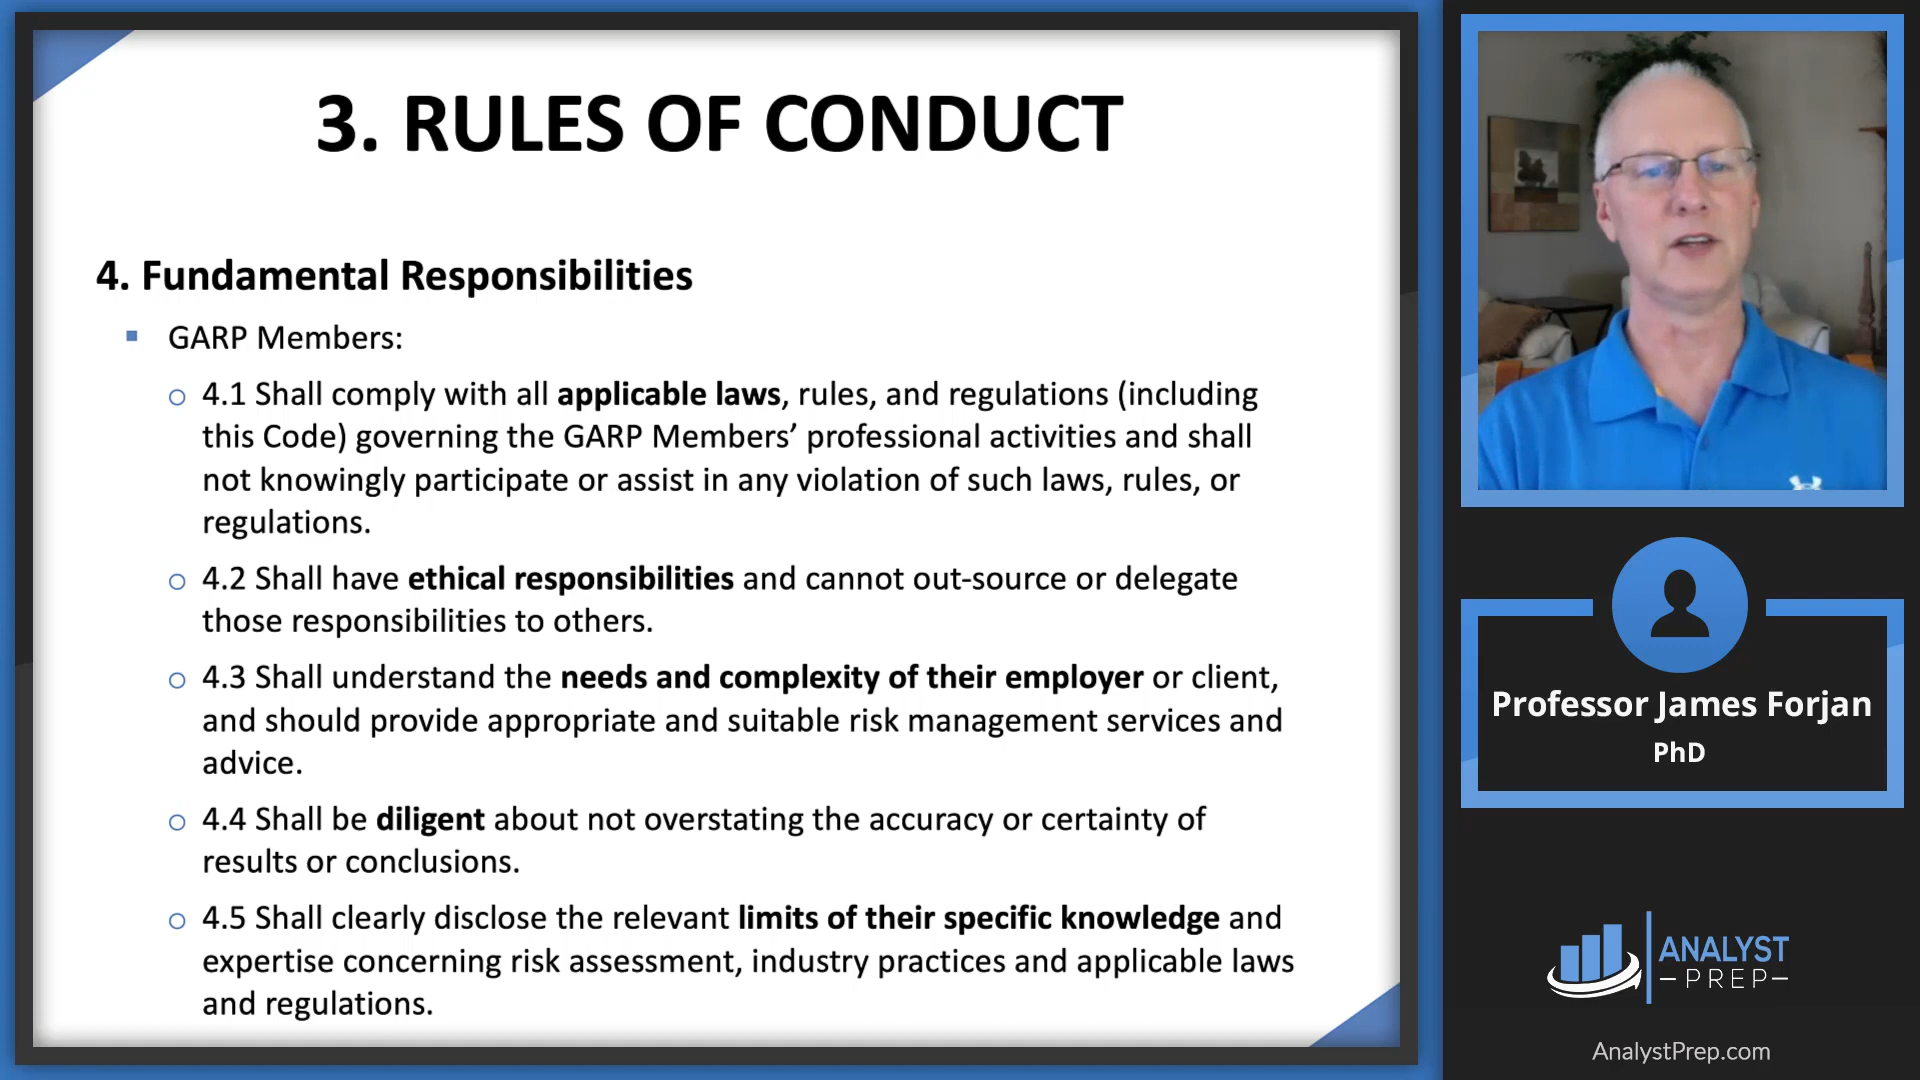 3. RULES OF CONDUCT
4. Fundamental Responsibilities
GARP Members:
4.1 Shall comply with all applicable laws, rules, and regulations (including
this Code) governing the GARP Members’ professional activities and shall
not knowingly participate or assist in any violation of such laws, rules, or
regulations.
4.2 Shall have ethical responsibilities and cannot out-source or delegate
those responsibilities to others.
4.3 Shall understand the needs and complexity of their employer or client,
and should provide appropriate and suitable risk management services and
advice.
4.4 Shall be diligent about not overstating the accuracy or certainty of
results or conclusions.
4.5 Shall clearly disclose the relevant limits of their specific knowledge and
expertise concerning risk assessment, industry practices and applicable laws
and regulations.
Professor James Forjan
PhD
ANALYST
PREP
AnalystPrep.com